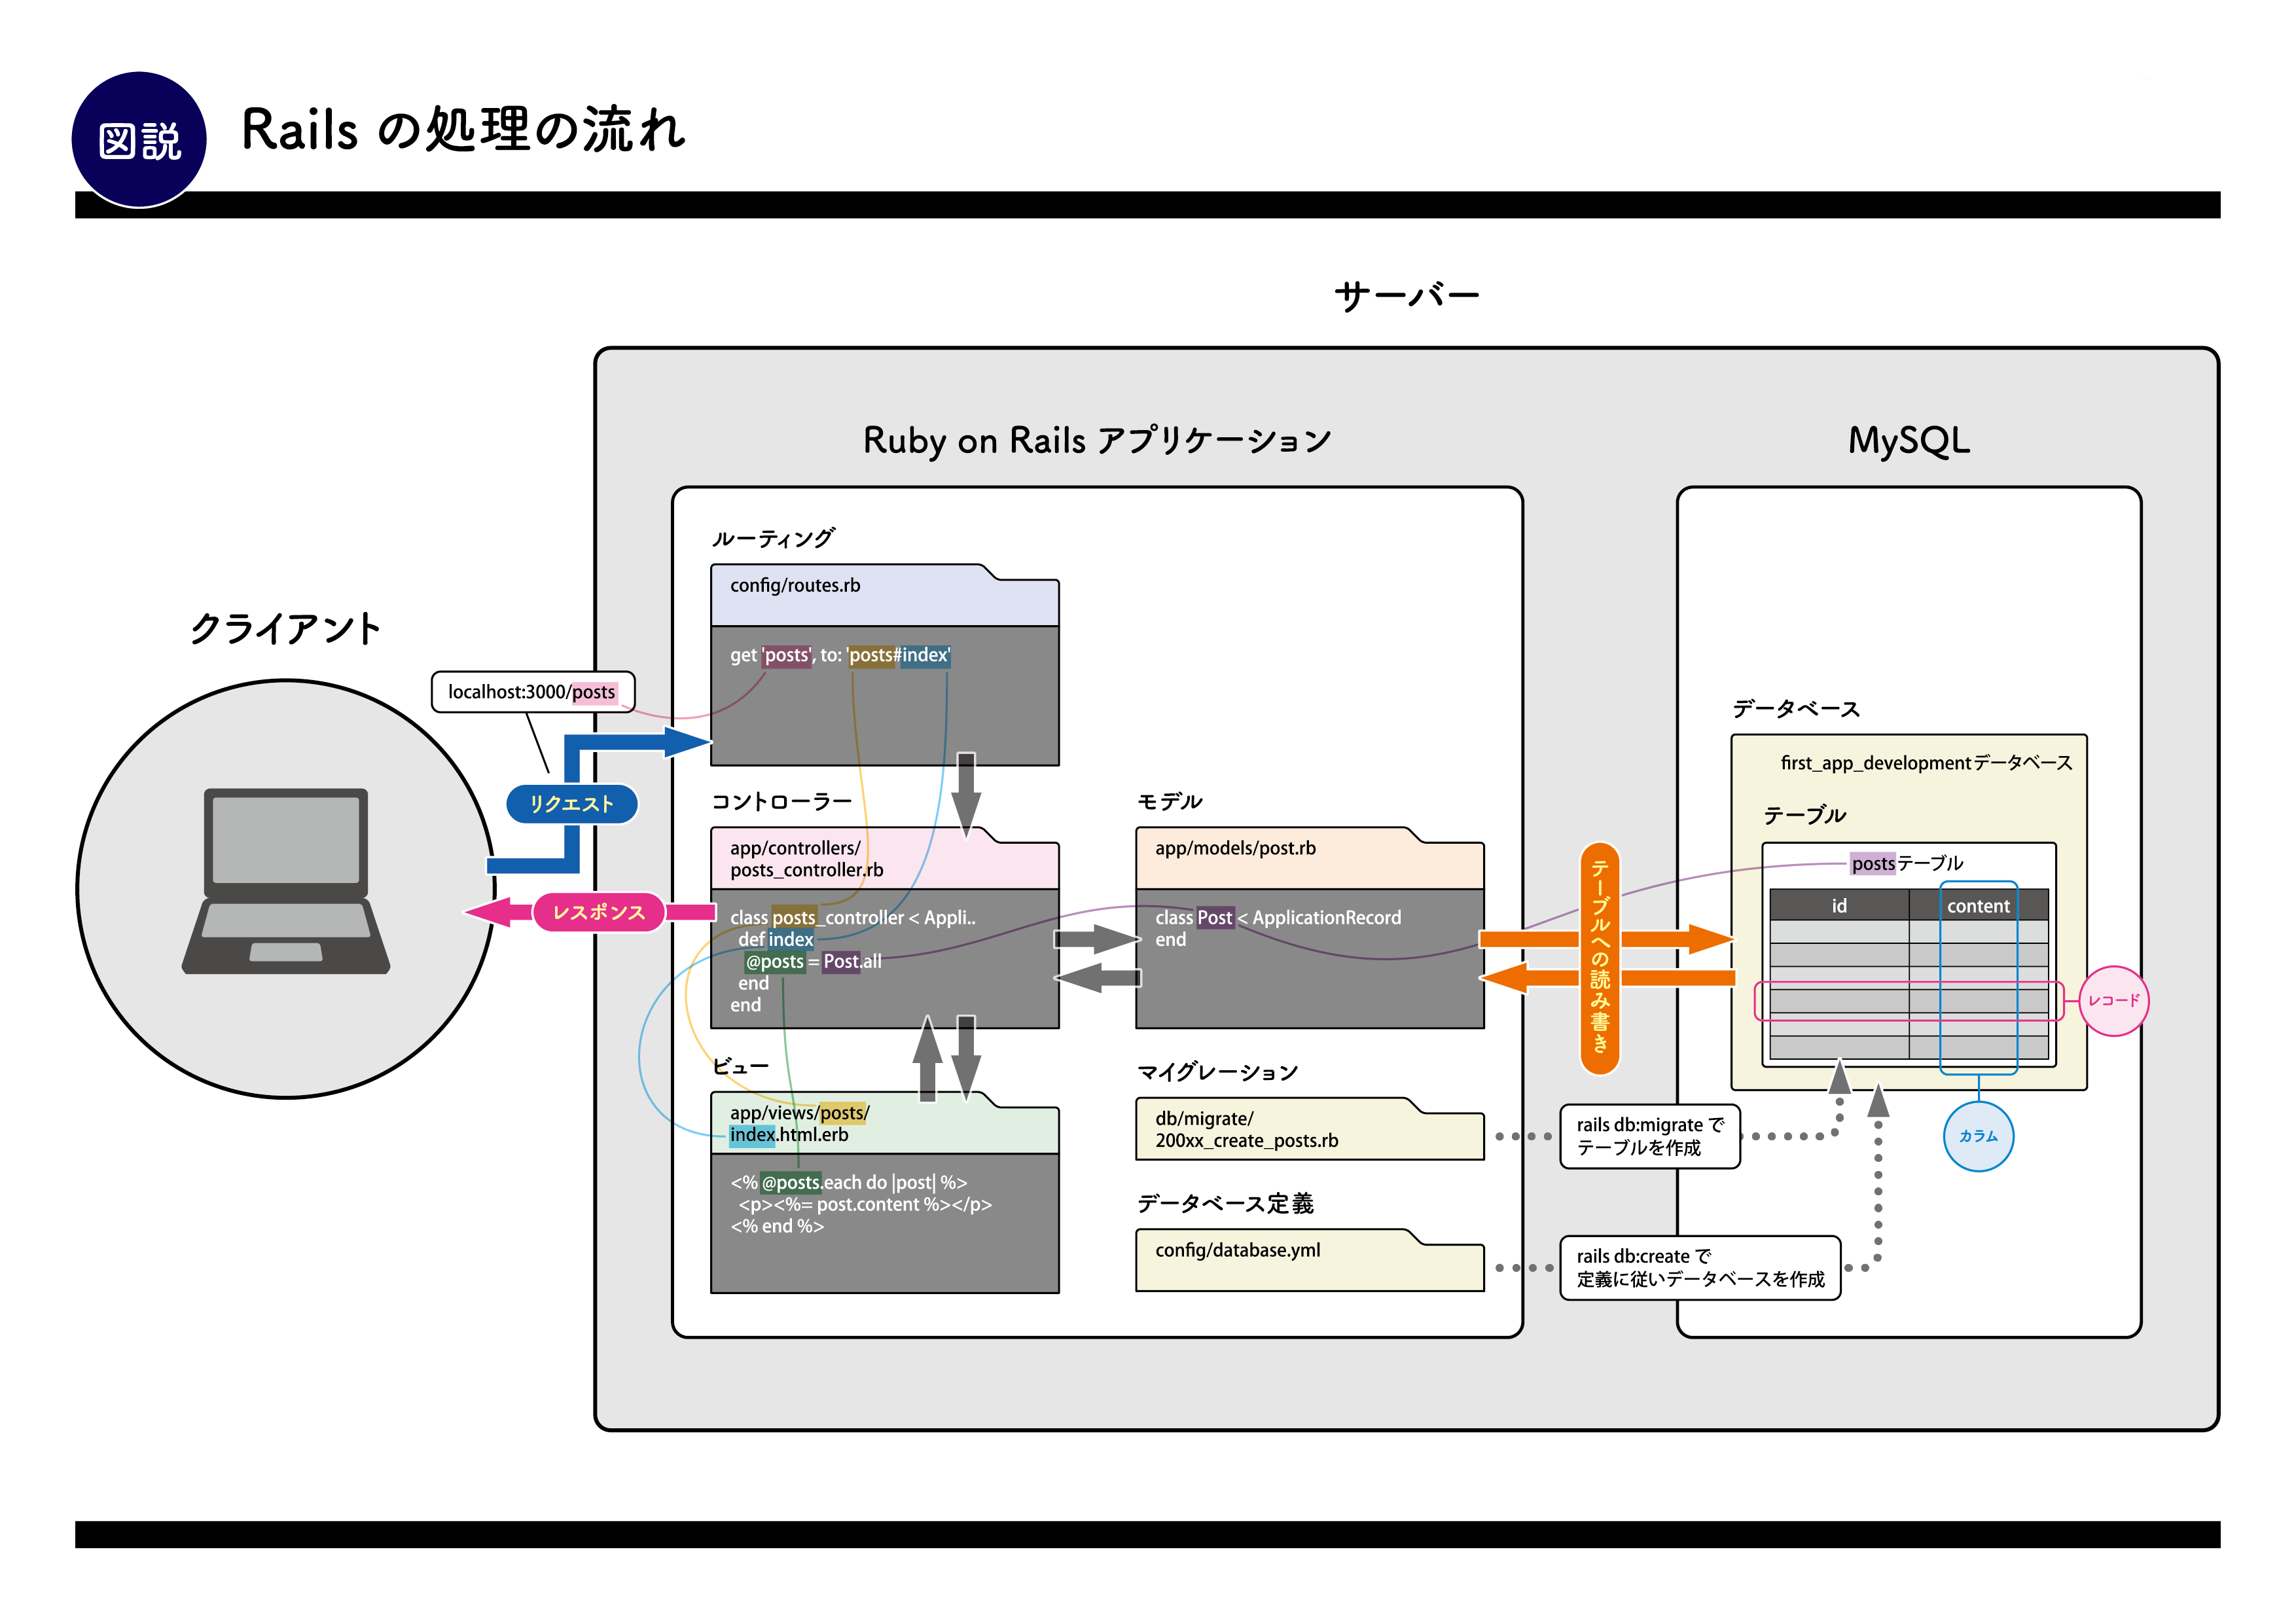 図説
Rails の処理の流れ
サーバー
Ruby on Rails アプリケーション
MySQL
クライアント
localhost:3000/posts
リクエスト
レスポンス
ルーティング
config/routes.rb
get 'posts', to: 'posts#index'
コントローラー
app/controllers/
posts_controller.rb
class posts_controller < Appli..
def index
@posts = Post.all
end
end
ビュー
app/views/posts/
index.html.erb
<% @posts.each do |post| %>
<p><%= post.content %></p>
<% end %>
モデル
app/models/post.rb
class Post < ApplicationRecord
end
マイグレーション
db/migrate/
200xx_create_posts.rb
データベース定義
config/database.yml
テーブルへの読み書き
rails db:migrate で
テーブルを作成
rails db:create で
定義に従いデータベースを作成
データベース
first_app_developmentデータベース
テーブル
postsテーブル
id
content
レコード
カラム